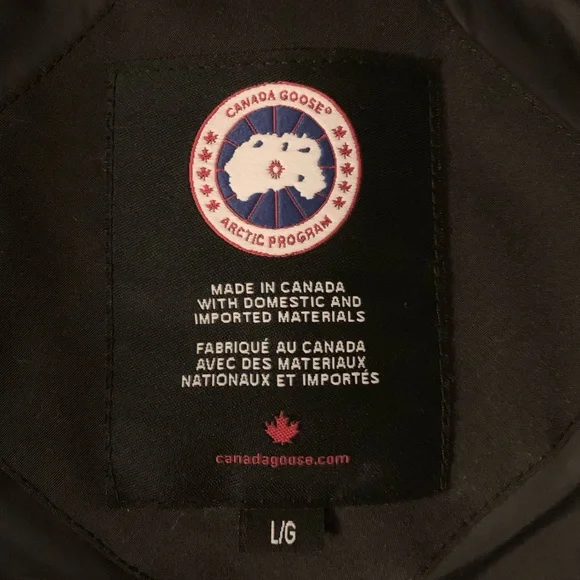 CANADA GOOSE®
ARCTIC PROGRAM
MADE IN CANADA
WITH DOMESTIC AND
IMPORTED MATERIALS
FABRIQUÉ AU CANADA
AVEC DES MATERIAUX
NATIONAUX ET IMPORTÉS
canadagoose.com
L/G